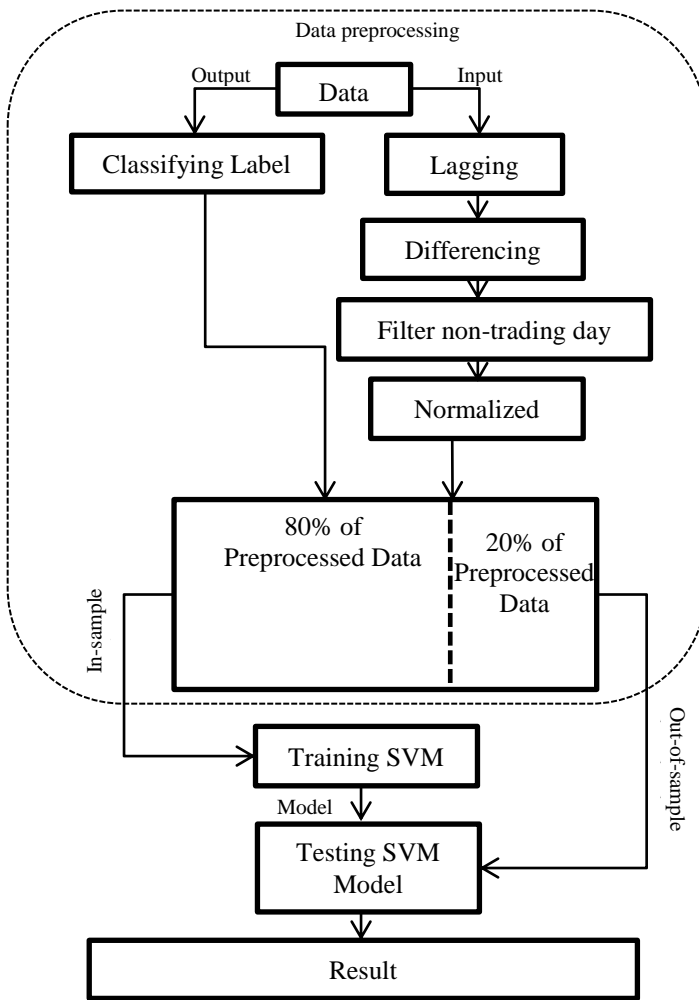 Data preprocessing
Output
Input
Data
Classifying Label
Lagging
Differencing
Filter non-trading day
Normalized
80% of
Preprocessed Data
20% of
Preprocessed
Data
In-sample
Out-of-sample
Training SVM
Model
Testing SVM
Model
Result